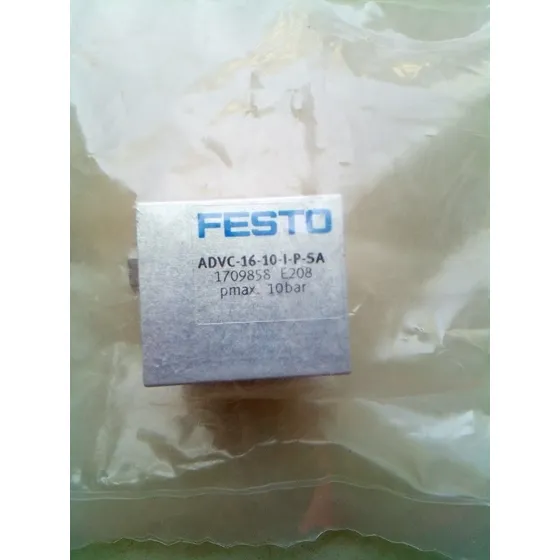 FESTO
ADVC-16-10-I-P-SA
1709858 E208
pmax. 10bar